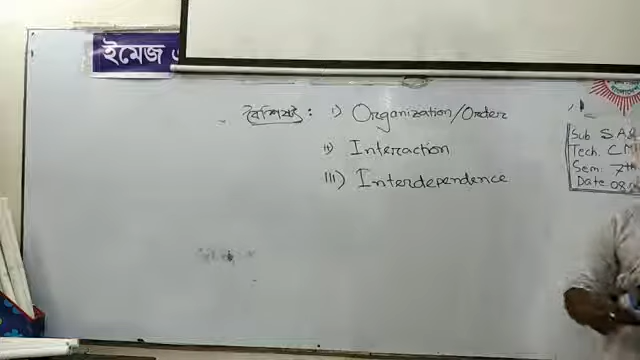 ইমেজ
বৈশিষ্ট্য : i) Organization/Order
ii) Interaction
iii) Interdependence
Sub SA&
Tech. CM
Sem: 7th
Date 08